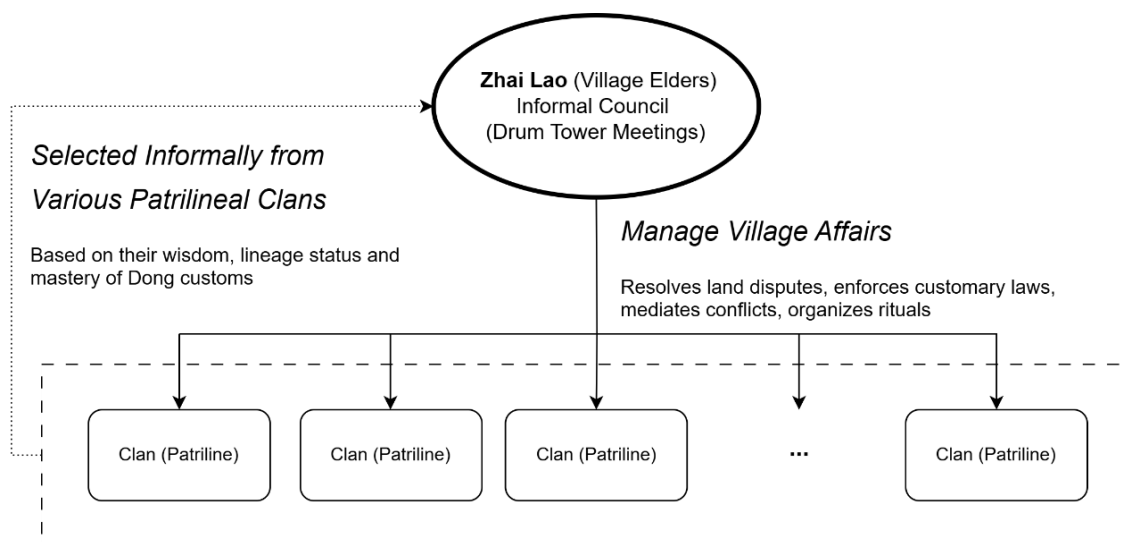 Zhai Lao (Village Elders)
Informal Council
(Drum Tower Meetings)
Selected Informally from
Various Patrilineal Clans
Based on their wisdom, lineage status and
mastery of Dong customs
Manage Village Affairs
Resolves land disputes, enforces customary laws,
mediates conflicts, organizes rituals
Clan (Patriline)
Clan (Patriline)
Clan (Patriline)
...
Clan (Patriline)